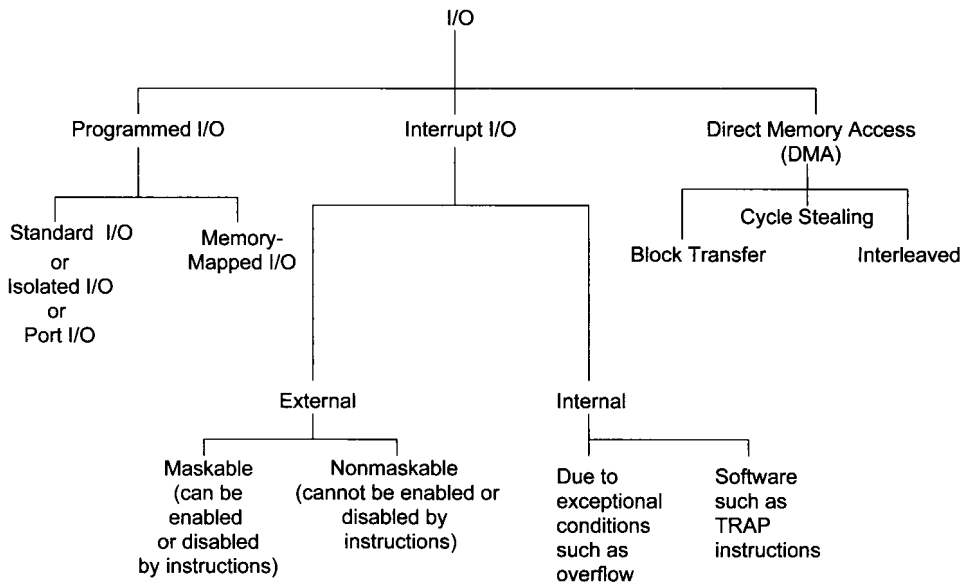 I/O
Programmed I/O
Interrupt I/O
Direct Memory Access
(DMA)
Standard I/O
or
Isolated I/O
or
Port I/O
Memory-
Mapped I/O
Cycle Stealing
Block Transfer
Interleaved
External
Internal
Maskable
(can be
enabled
or disabled
by instructions)
Nonmaskable
(cannot be enabled or
disabled by
instructions)
Due to
exceptional
conditions
such as
overflow
Software
such as
TRAP
instructions